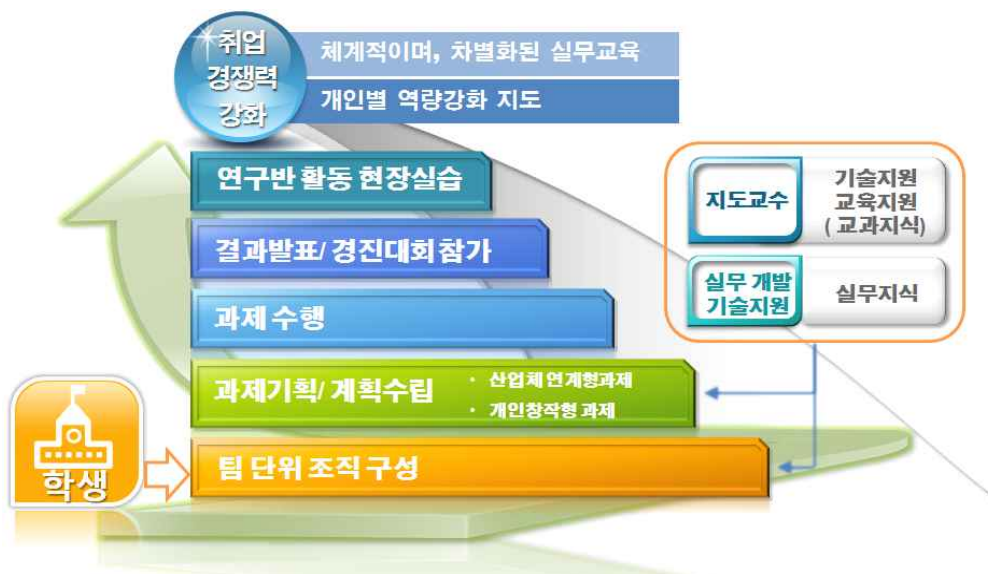 취업
경쟁력
강화
체계적이며, 차별화된 실무교육
개인별 역량강화 지도
연구반 활동 현장실습
결과발표/ 경진대회 참가
과제 수행
과제기획/ 계획수립
· 산업체 연계형과제
· 개인창작형 과제
팀 단위 조직 구성
학생
지도교수
기술지원
교육지원
( 교과지식)
실무 개발
기술지원
실무지식